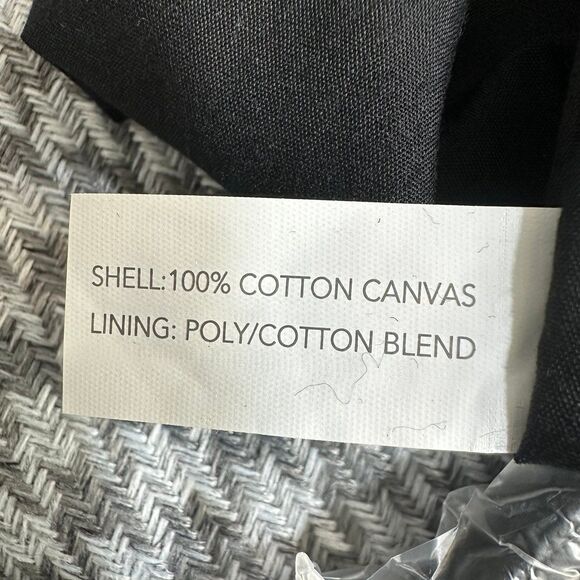 SHELL:100% COTTON CANVAS
LINING: POLY/COTTON BLEND